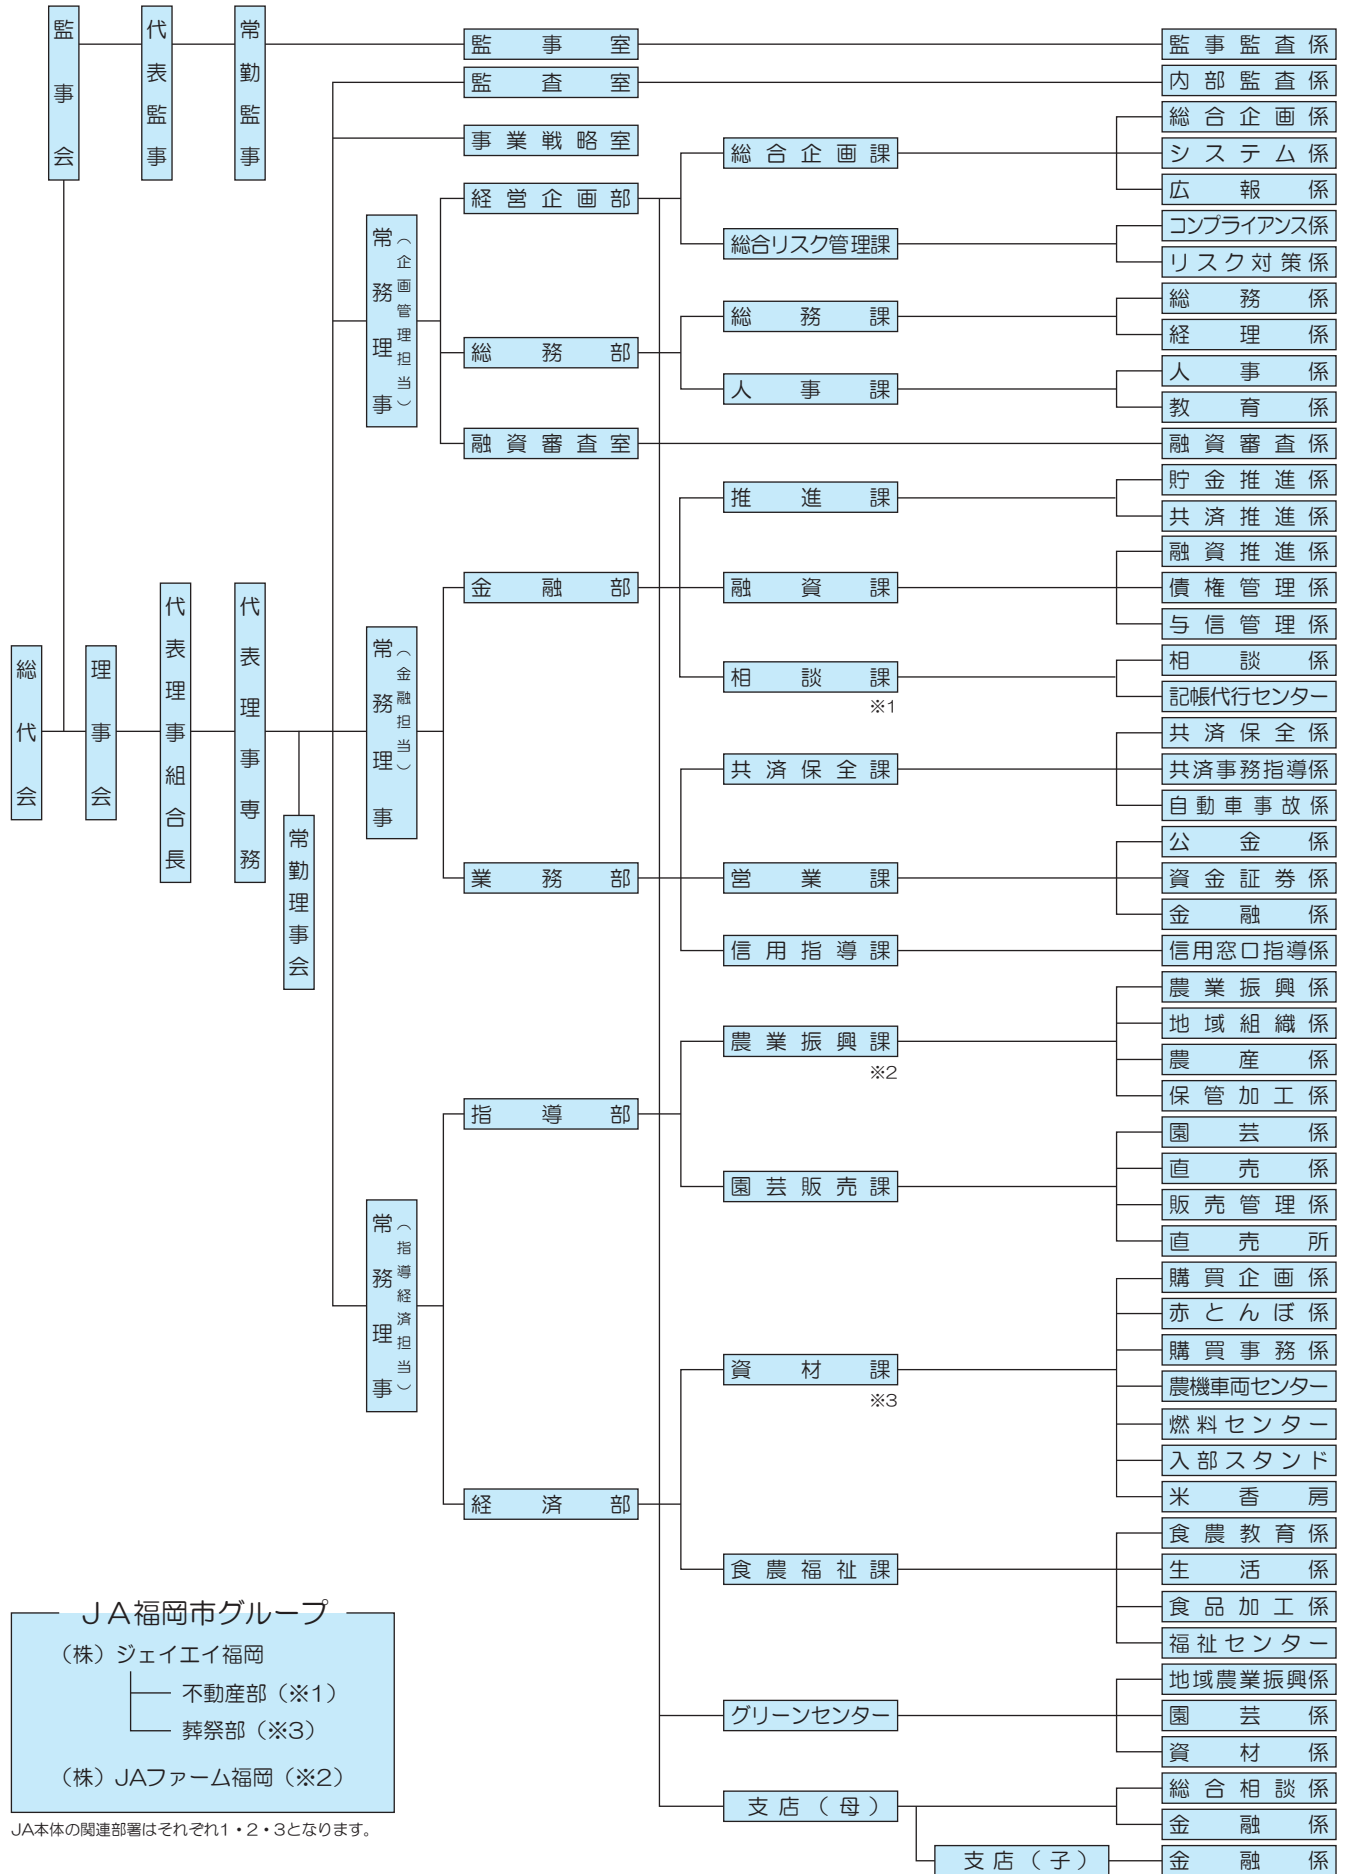 監事会
代表監事
常勤監事
監事室
監事監査係
監査室
内部監査係
事業戦略室
総代会
理事会
代表理事組合長
代表理事専務
常勤理事会
常務理事
（企画管理担当）
経営企画部
総合企画課
総合企画係
システム係
広報係
総合リスク管理課
コンプライアンス係
リスク対策係
総務部
総務課
総務係
経理係
人事課
人事係
教育係
融資審査室
融資審査係
常務理事
（金融担当）
金融部
推進課
貯金推進係
共済推進係
融資課
融資推進係
債権管理係
与信管理係
相談課
※1
相談係
記帳代行センター
業務部
共済保全課
共済保全係
共済事務指導係
自動車事故係
営業課
公金係
資金証券係
金融係
信用指導課
信用窓口指導係
常務理事
（指導経済担当）
指導部
農業振興課
※2
農業振興係
地域組織係
農産係
保管加工係
園芸販売課
園芸係
直売係
販売管理係
直売所
経済部
資材課
※3
購買企画係
赤とんぼ係
購買事務係
農機車両センター
燃料センター
入部スタンド
米香房
食農福祉課
食農教育係
生活係
食品加工係
福祉センター
グリーンセンター
地域農業振興係
園芸係
資材係
支店（母）
総合相談係
金融係
支店（子）
金融係
JA福岡市グループ
（株）ジェイエイ福岡
不動産部（※1）
葬祭部（※3）
（株）JAファーム福岡（※2）
JA本体の関連部署はそれぞれ1・2・3となります。